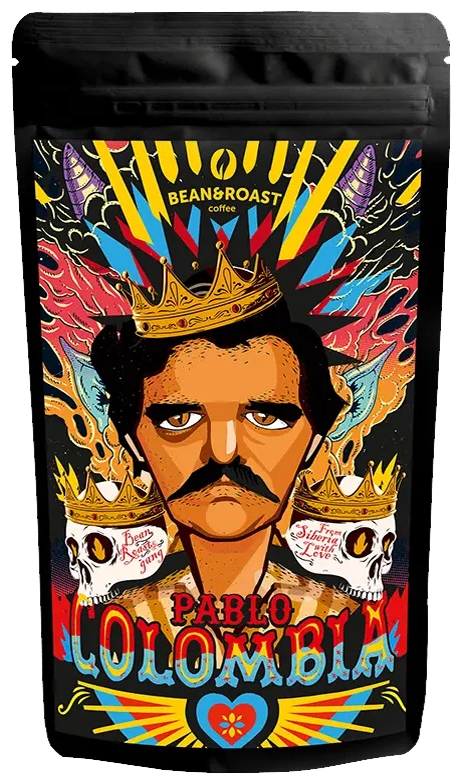 BEAN&ROAST
coffee
Bean
Roast's
gang
From
Siberia
with
Love
PABLO
COLOMBIA